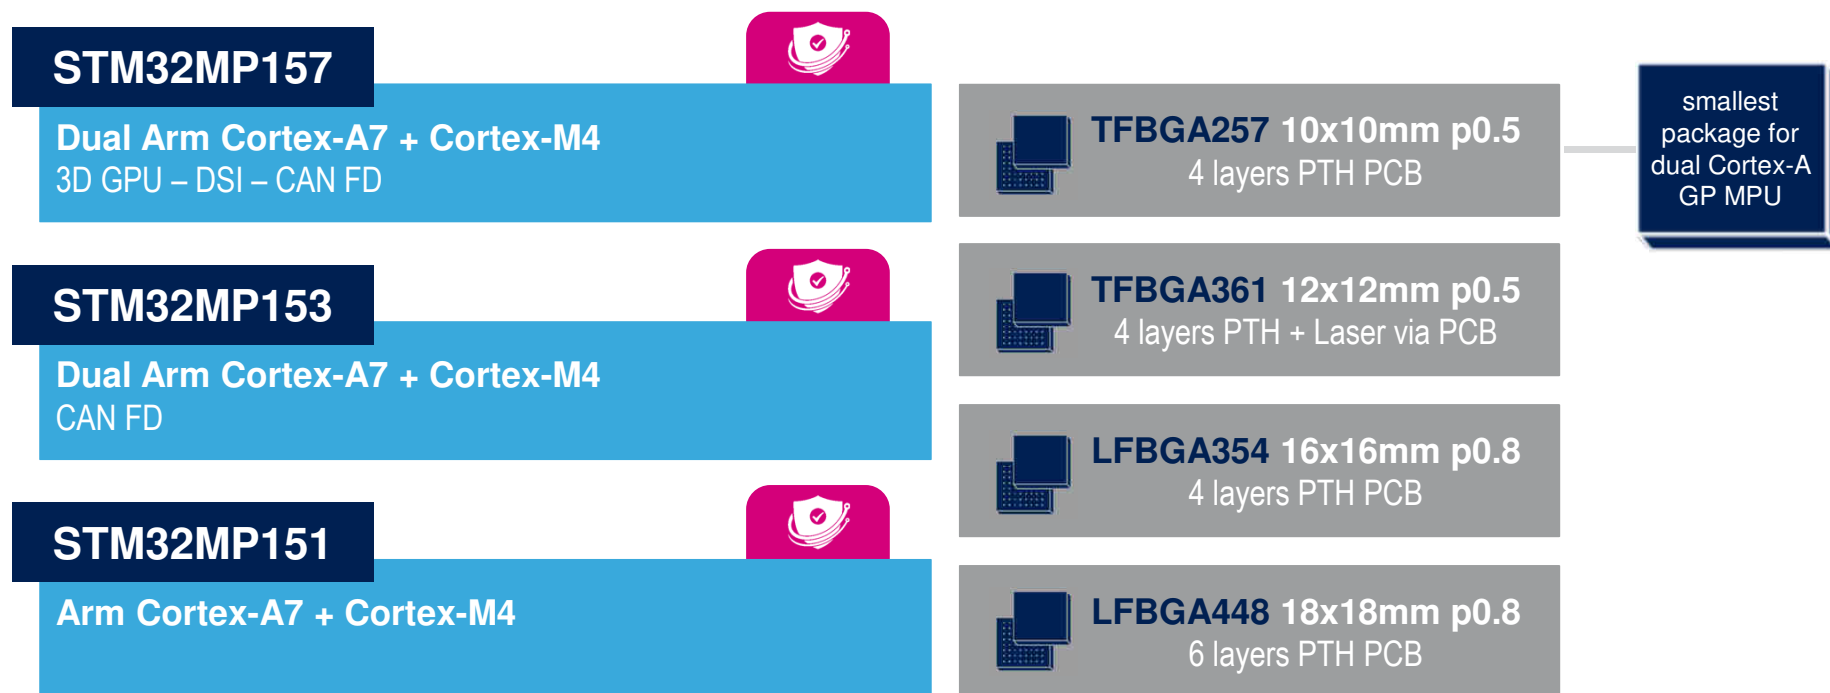 STM32MP157
Dual Arm Cortex-A7 + Cortex-M4
3D GPU – DSI – CAN FD
STM32MP153
Dual Arm Cortex-A7 + Cortex-M4
CAN FD
STM32MP151
Arm Cortex-A7 + Cortex-M4
TFBGA257 10x10mm p0.5
4 layers PTH PCB
TFBGA361 12x12mm p0.5
4 layers PTH + Laser via PCB
LFBGA354 16x16mm p0.8
4 layers PTH PCB
LFBGA448 18x18mm p0.8
6 layers PTH PCB
smallest
package for
dual Cortex-A
GP MPU